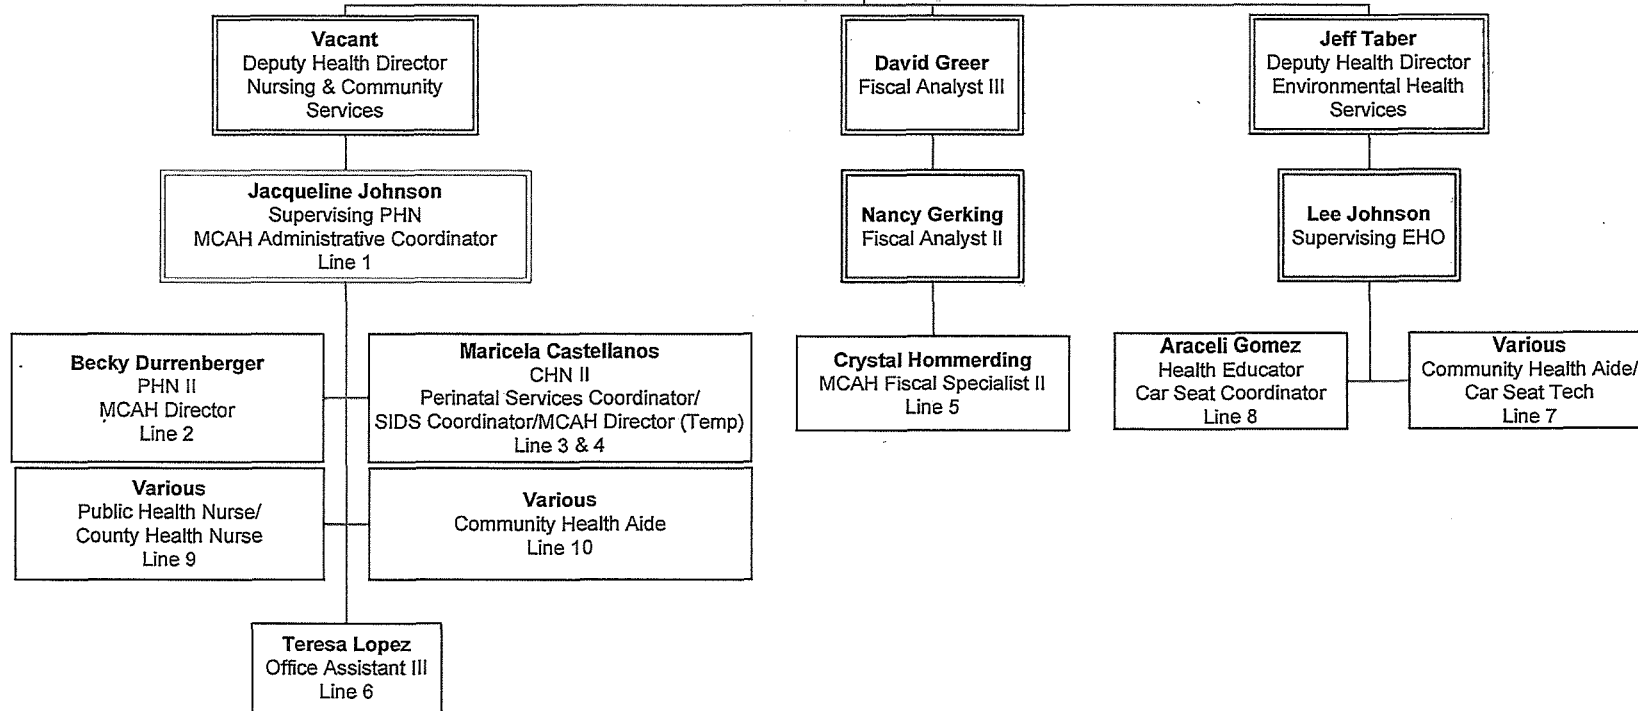 Vacant
Deputy Health Director
Nursing & Community
Services
David Greer
Fiscal Analyst III
Jeff Taber
Deputy Health Director
Environmental Health
Services
Jacqueline Johnson
Supervising PHN
MCAH Administrative Coordinator
Line 1
Nancy Gerking
Fiscal Analyst II
Lee Johnson
Supervising EHO
Becky Durrenberger
PHN II
MCAH Director
Line 2
Maricela Castellanos
CHN II
Perinatal Services Coordinator/
SIDS Coordinator/MCAH Director (Temp)
Line 3 & 4
Crystal Hommerding
MCAH Fiscal Specialist II
Line 5
Araceli Gomez
Health Educator
Car Seat Coordinator
Line 8
Various
Community Health Aide/
Car Seat Tech
Line 7
Various
Public Health Nurse/
County Health Nurse
Line 9
Various
Community Health Aide
Line 10
Teresa Lopez
Office Assistant III
Line 6